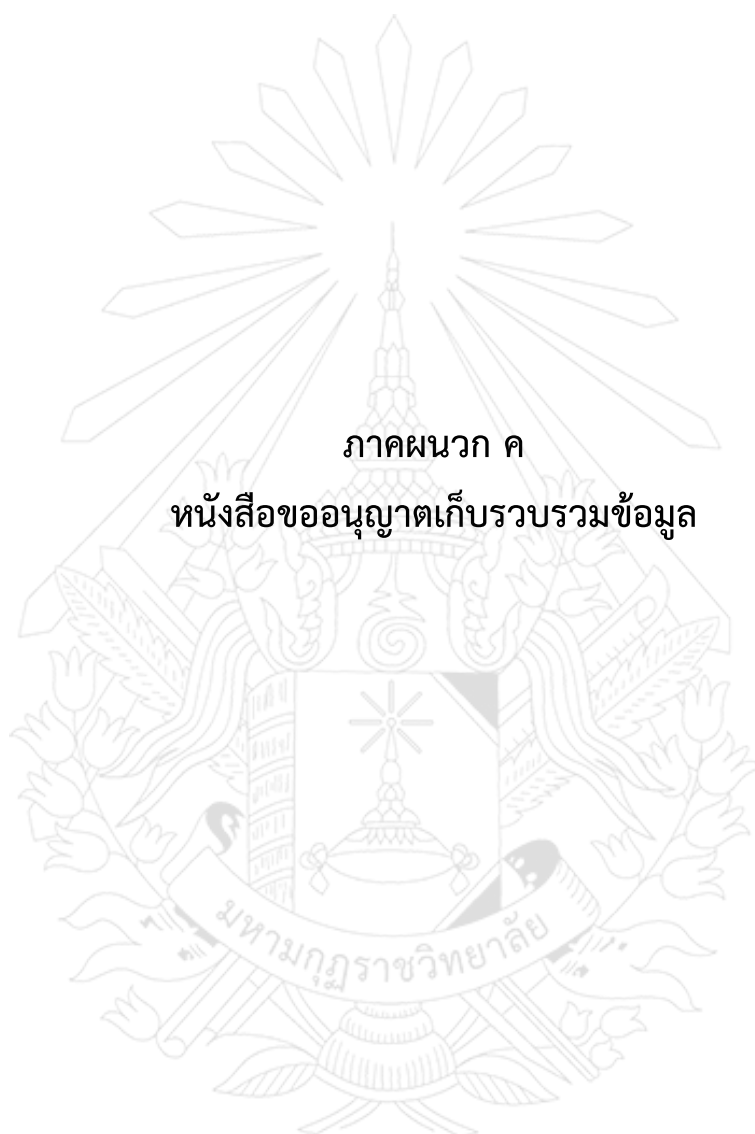 ภาคผนวก ค
หนังสือขออนุญาตเก็บรวบรวมข้อมูล
มหามกุฏราชวิทยาลัย